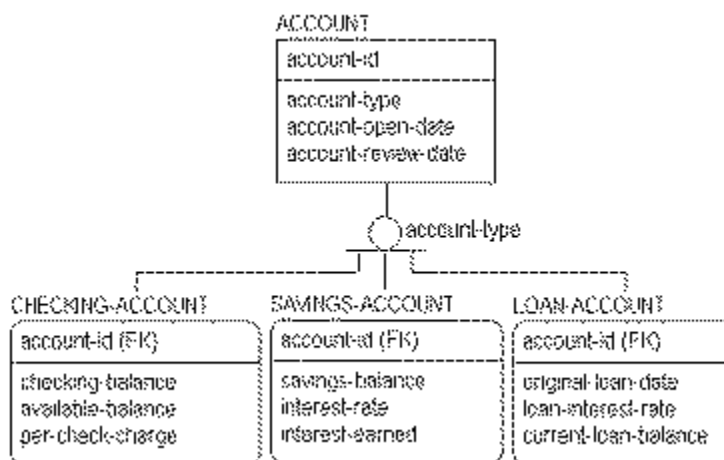 ACCOUNT
account-id
account-type
account-open-date
account-review-date
account-type
CHECKING-ACCOUNT
account-id (FK)
checking-balance
available-balance
per-check-charge
SAVINGS-ACCOUNT
account-id (FK)
savings-balance
interest-rate
interest-earned
LOAN-ACCOUNT
account-id (FK)
original-loan-date
loan-interest-rate
current-loan-balance